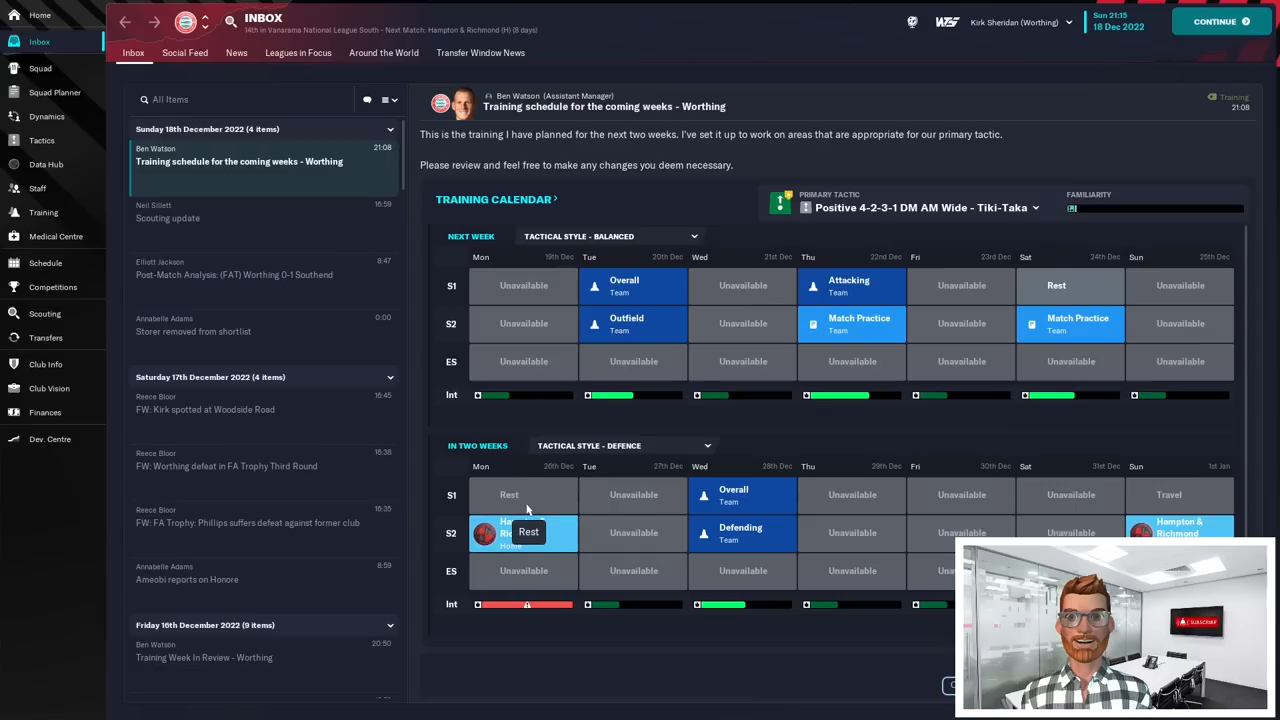 Home
Inbox
Squad
Squad Planner
Dynamics
Tactics
Data Hub
Staff
Training
Medical Centre
Schedule
Competitions
Scouting
Transfers
Club Info
Club Vision
Finances
Dev. Centre
INBOX
14th in Vanarama National League South - Next Match: Hampton & Richmond (H) (8 days)
Kirk Sheridan (Worthing)
Sun 21:15
18 Dec 2022
CONTINUE
Inbox
Social Feed
News
Leagues in Focus
Around the World
Transfer Window News
All Items
Sunday 18th December 2022 (4 items)
Ben Watson 21:08
Training schedule for the coming weeks - Worthing
Neil Sillett 16:59
Scouting update
Elliott Jackson 8:47
Post-Match Analysis: (FAT) Worthing 0-1 Southend
Annabelle Adams 0:00
Storer removed from shortlist
Saturday 17th December 2022 (4 items)
Reece Bloor 16:45
FW: Kirk spotted at Woodside Road
Reece Bloor 16:38
FW: Worthing defeat in FA Trophy Third Round
Reece Bloor 16:35
FW: FA Trophy: Phillips suffers defeat against former club
Annabelle Adams 8:59
Ameobi reports on Honore
Friday 16th December 2022 (9 items)
Ben Watson 20:50
Training Week In Review - Worthing
Ben Watson (Assistant Manager)
Training schedule for the coming weeks - Worthing
Training
21:08
This is the training I have planned for the next two weeks. I've set it up to work on areas that are appropriate for our primary tactic.
Please review and feel free to make any changes you deem necessary.
TRAINING CALENDAR
PRIMARY TACTIC
Positive 4-2-3-1 DM AM Wide - Tiki-Taka
FAMILIARITY
NEXT WEEK TACTICAL STYLE - BALANCED
Mon 19th Dec Tue 20th Dec Wed 21st Dec Thu 22nd Dec Fri 23rd Dec Sat 24th Dec Sun 25th Dec
S1 Unavailable Overall Team Unavailable Attacking Team Unavailable Rest Unavailable
S2 Unavailable Outfield Team Unavailable Match Practice Team Unavailable Match Practice Team Unavailable
ES Unavailable Unavailable Unavailable Unavailable Unavailable Unavailable Unavailable
Int
IN TWO WEEKS TACTICAL STYLE - DEFENCE
Mon 26th Dec Tue 27th Dec Wed 28th Dec Thu 29th Dec Fri 30th Dec Sat 31st Dec Sun 1st Jan
S1 Rest Unavailable Overall Team Unavailable Unavailable Unavailable Travel
S2 Home Unavailable Defending Team Unavailable Hampton & Richmond
Rest
ES Unavailable Unavailable Unavailable Unavailable
Int
SUBSCRIBE